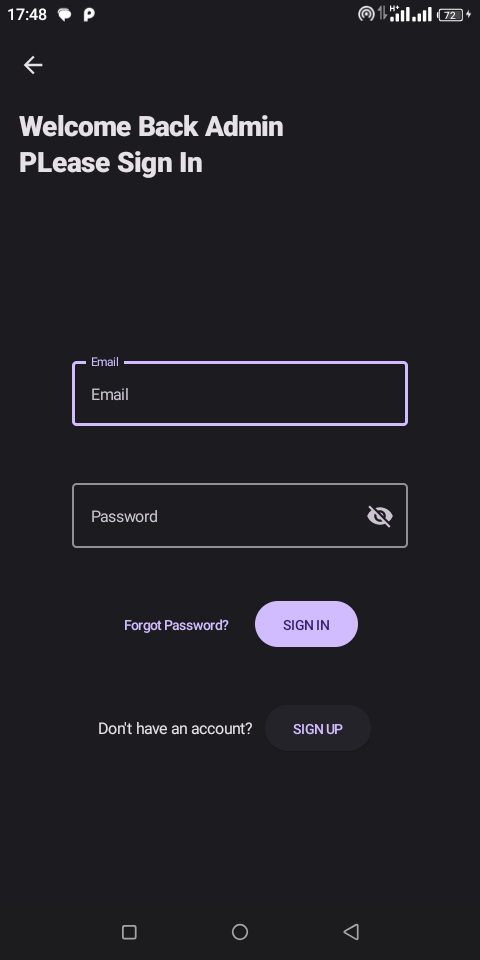 17:48
H+
72
Welcome Back Admin
PLease Sign In
Email
Email
Password
Forgot Password?
SIGN IN
Don't have an account?
SIGN UP